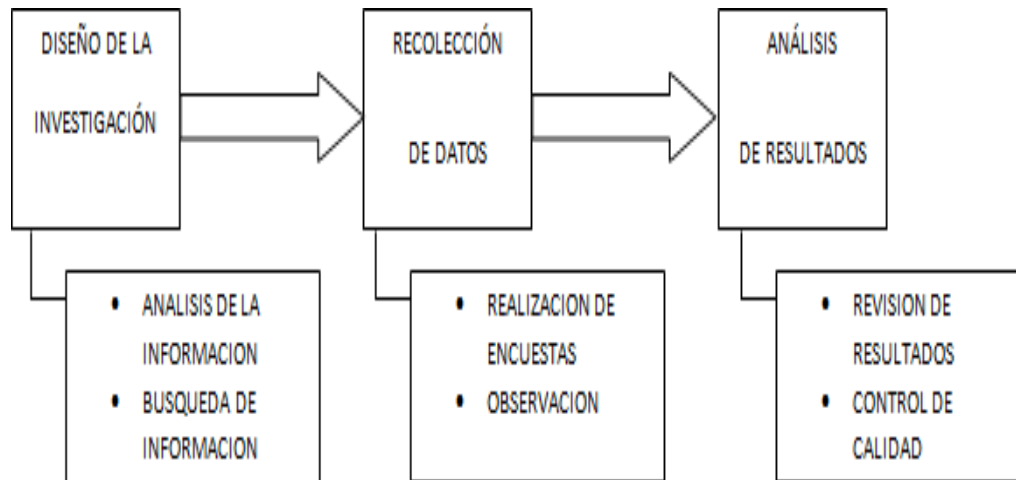 DISEÑO DE LA
INVESTIGACIÓN
RECOLECCIÓN
DE DATOS
ANÁLISIS
DE RESULTADOS
• ANALISIS DE LA
INFORMACION
• BUSQUEDA DE
INFORMACION
• REALIZACION DE
ENCUESTAS
• OBSERVACION
• REVISION DE
RESULTADOS
• CONTROL DE
CALIDAD